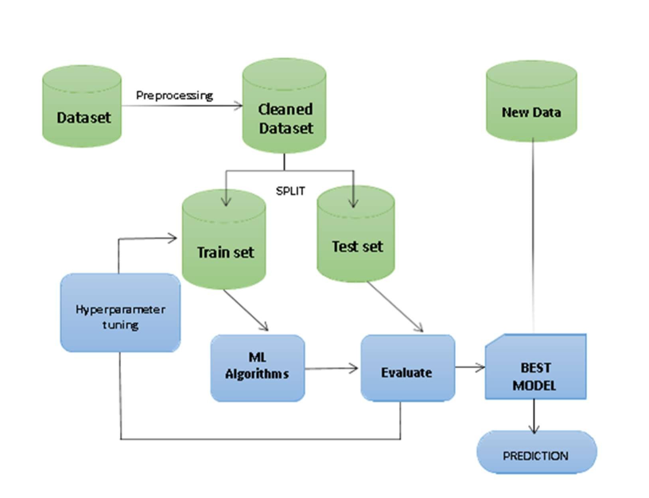 Dataset
Preprocessing
Cleaned
Dataset
New Data
SPLIT
Train set
Test set
Hyperparameter
tuning
ML
Algorithms
Evaluate
BEST
MODEL
PREDICTION